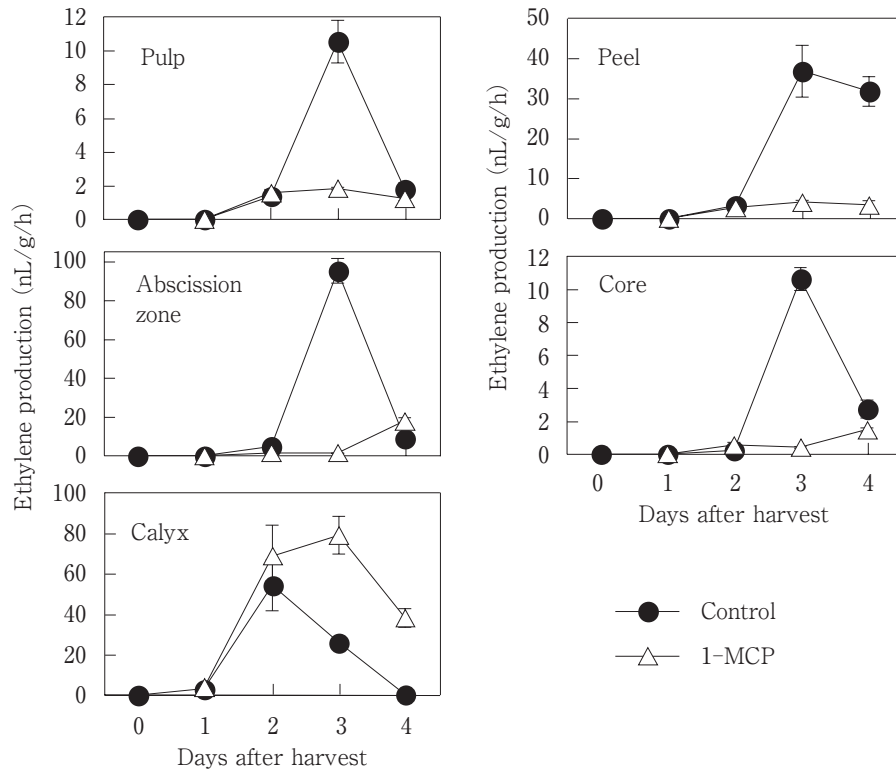 Pulp
12
10
8
6
4
2
0
Abscission
zone
100
80
60
40
20
0
Calyx
100
80
60
40
20
0
0 1 2 3 4
Days after harvest
Ethylene production (nL/g/h)
Peel
50
40
30
20
10
0
Core
12
10
8
6
4
2
0
0 1 2 3 4
Days after harvest
Ethylene production (nL/g/h)
Control
1-MCP